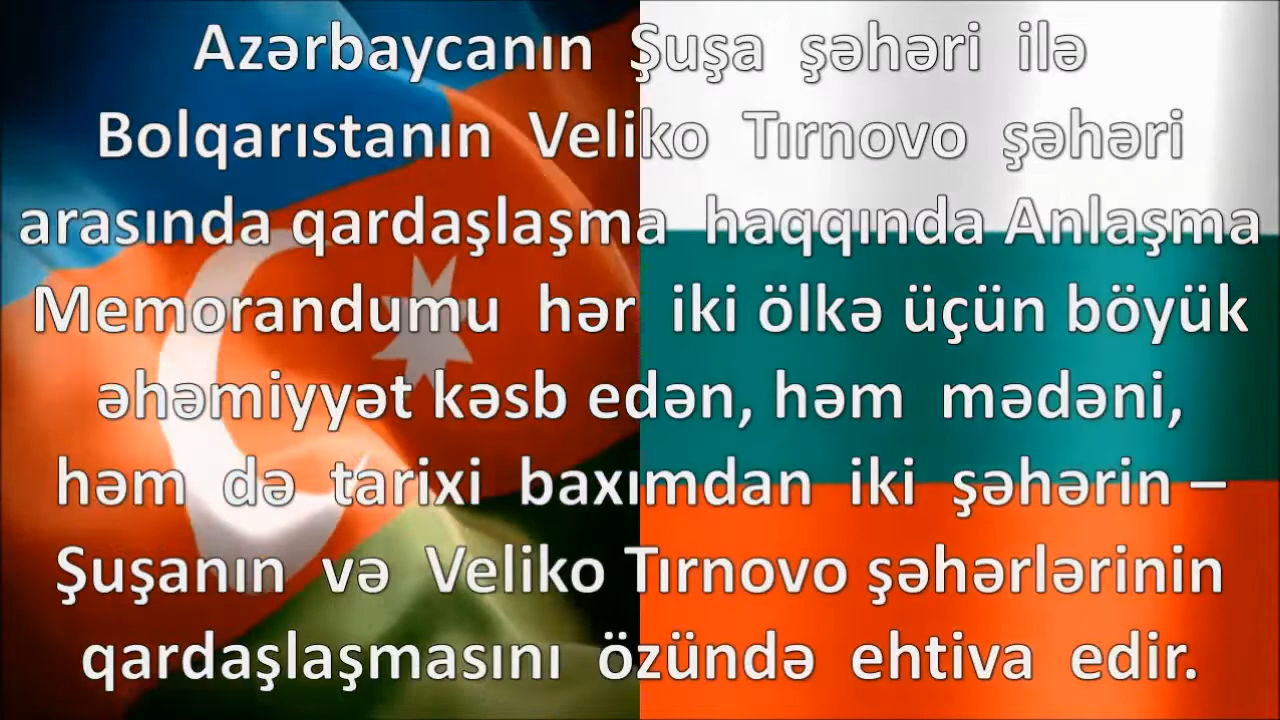 Azərbaycanın Şuşa şəhəri ilə
Bolqarıstanın Veliko Tırnovo şəhəri
arasında qardaşlaşma haqqında Anlaşma
Memorandumu hər iki ölkə üçün böyük
əhəmiyyət kəsb edən, həm mədəni,
həm də tarixi baxımdan iki şəhərin –
Şuşanın və Veliko Tırnovo şəhərlərinin
qardaşlaşmasını özündə ehtiva edir.